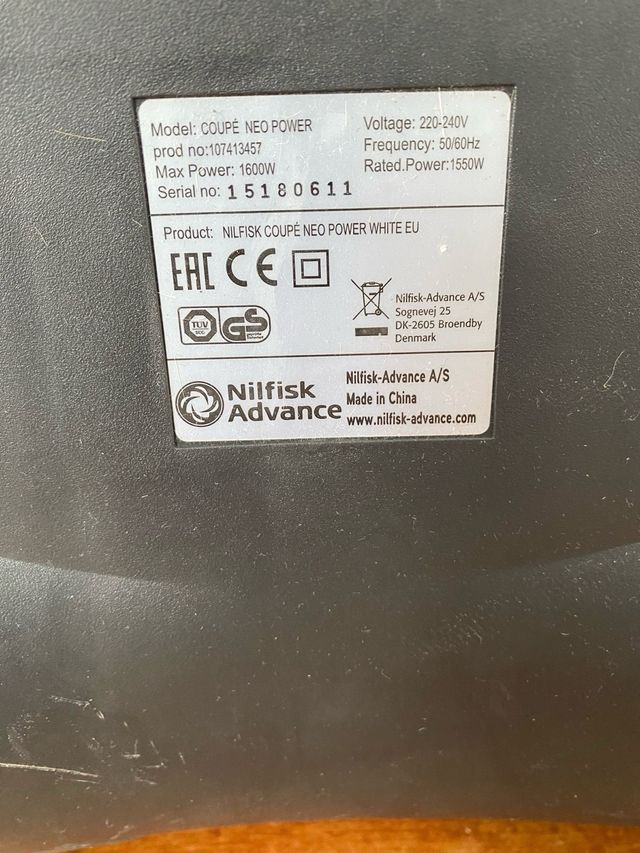 Model: COUPÉ NEO POWER
Voltage: 220-240V
prod no:107413457
Frequency: 50/60Hz
Max Power: 1600W
Rated.Power:1550W
Serial no: 15180611
Product: NILFISK COUPÉ NEO POWER WHITE EU
EAC CE
TUV
GS
Nilfisk-Advance A/S
Sognevej 25
DK-2605 Broendby
Denmark
Nilfisk
Advance
Nilfisk-Advance A/S
Made in China
www.nilfisk-advance.com